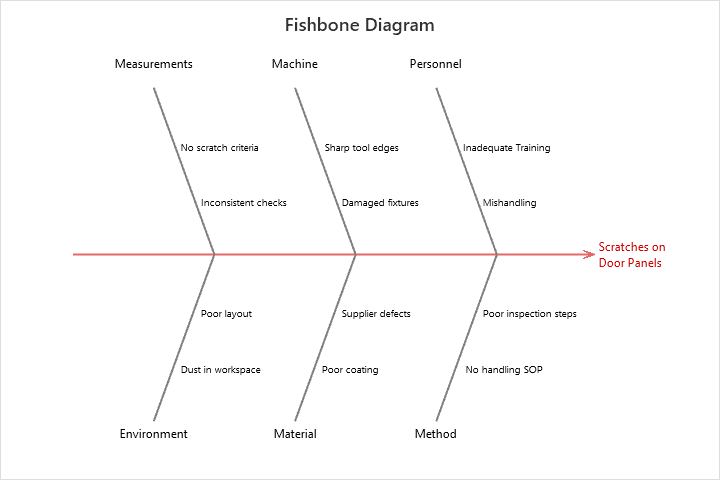 Fishbone Diagram
Measurements
Machine
Personnel
No scratch criteria
Sharp tool edges
Inadequate Training
Inconsistent checks
Damaged fixtures
Mishandling
Scratches on
Door Panels
Poor layout
Supplier defects
Poor inspection steps
Dust in workspace
Poor coating
No handling SOP
Environment
Material
Method